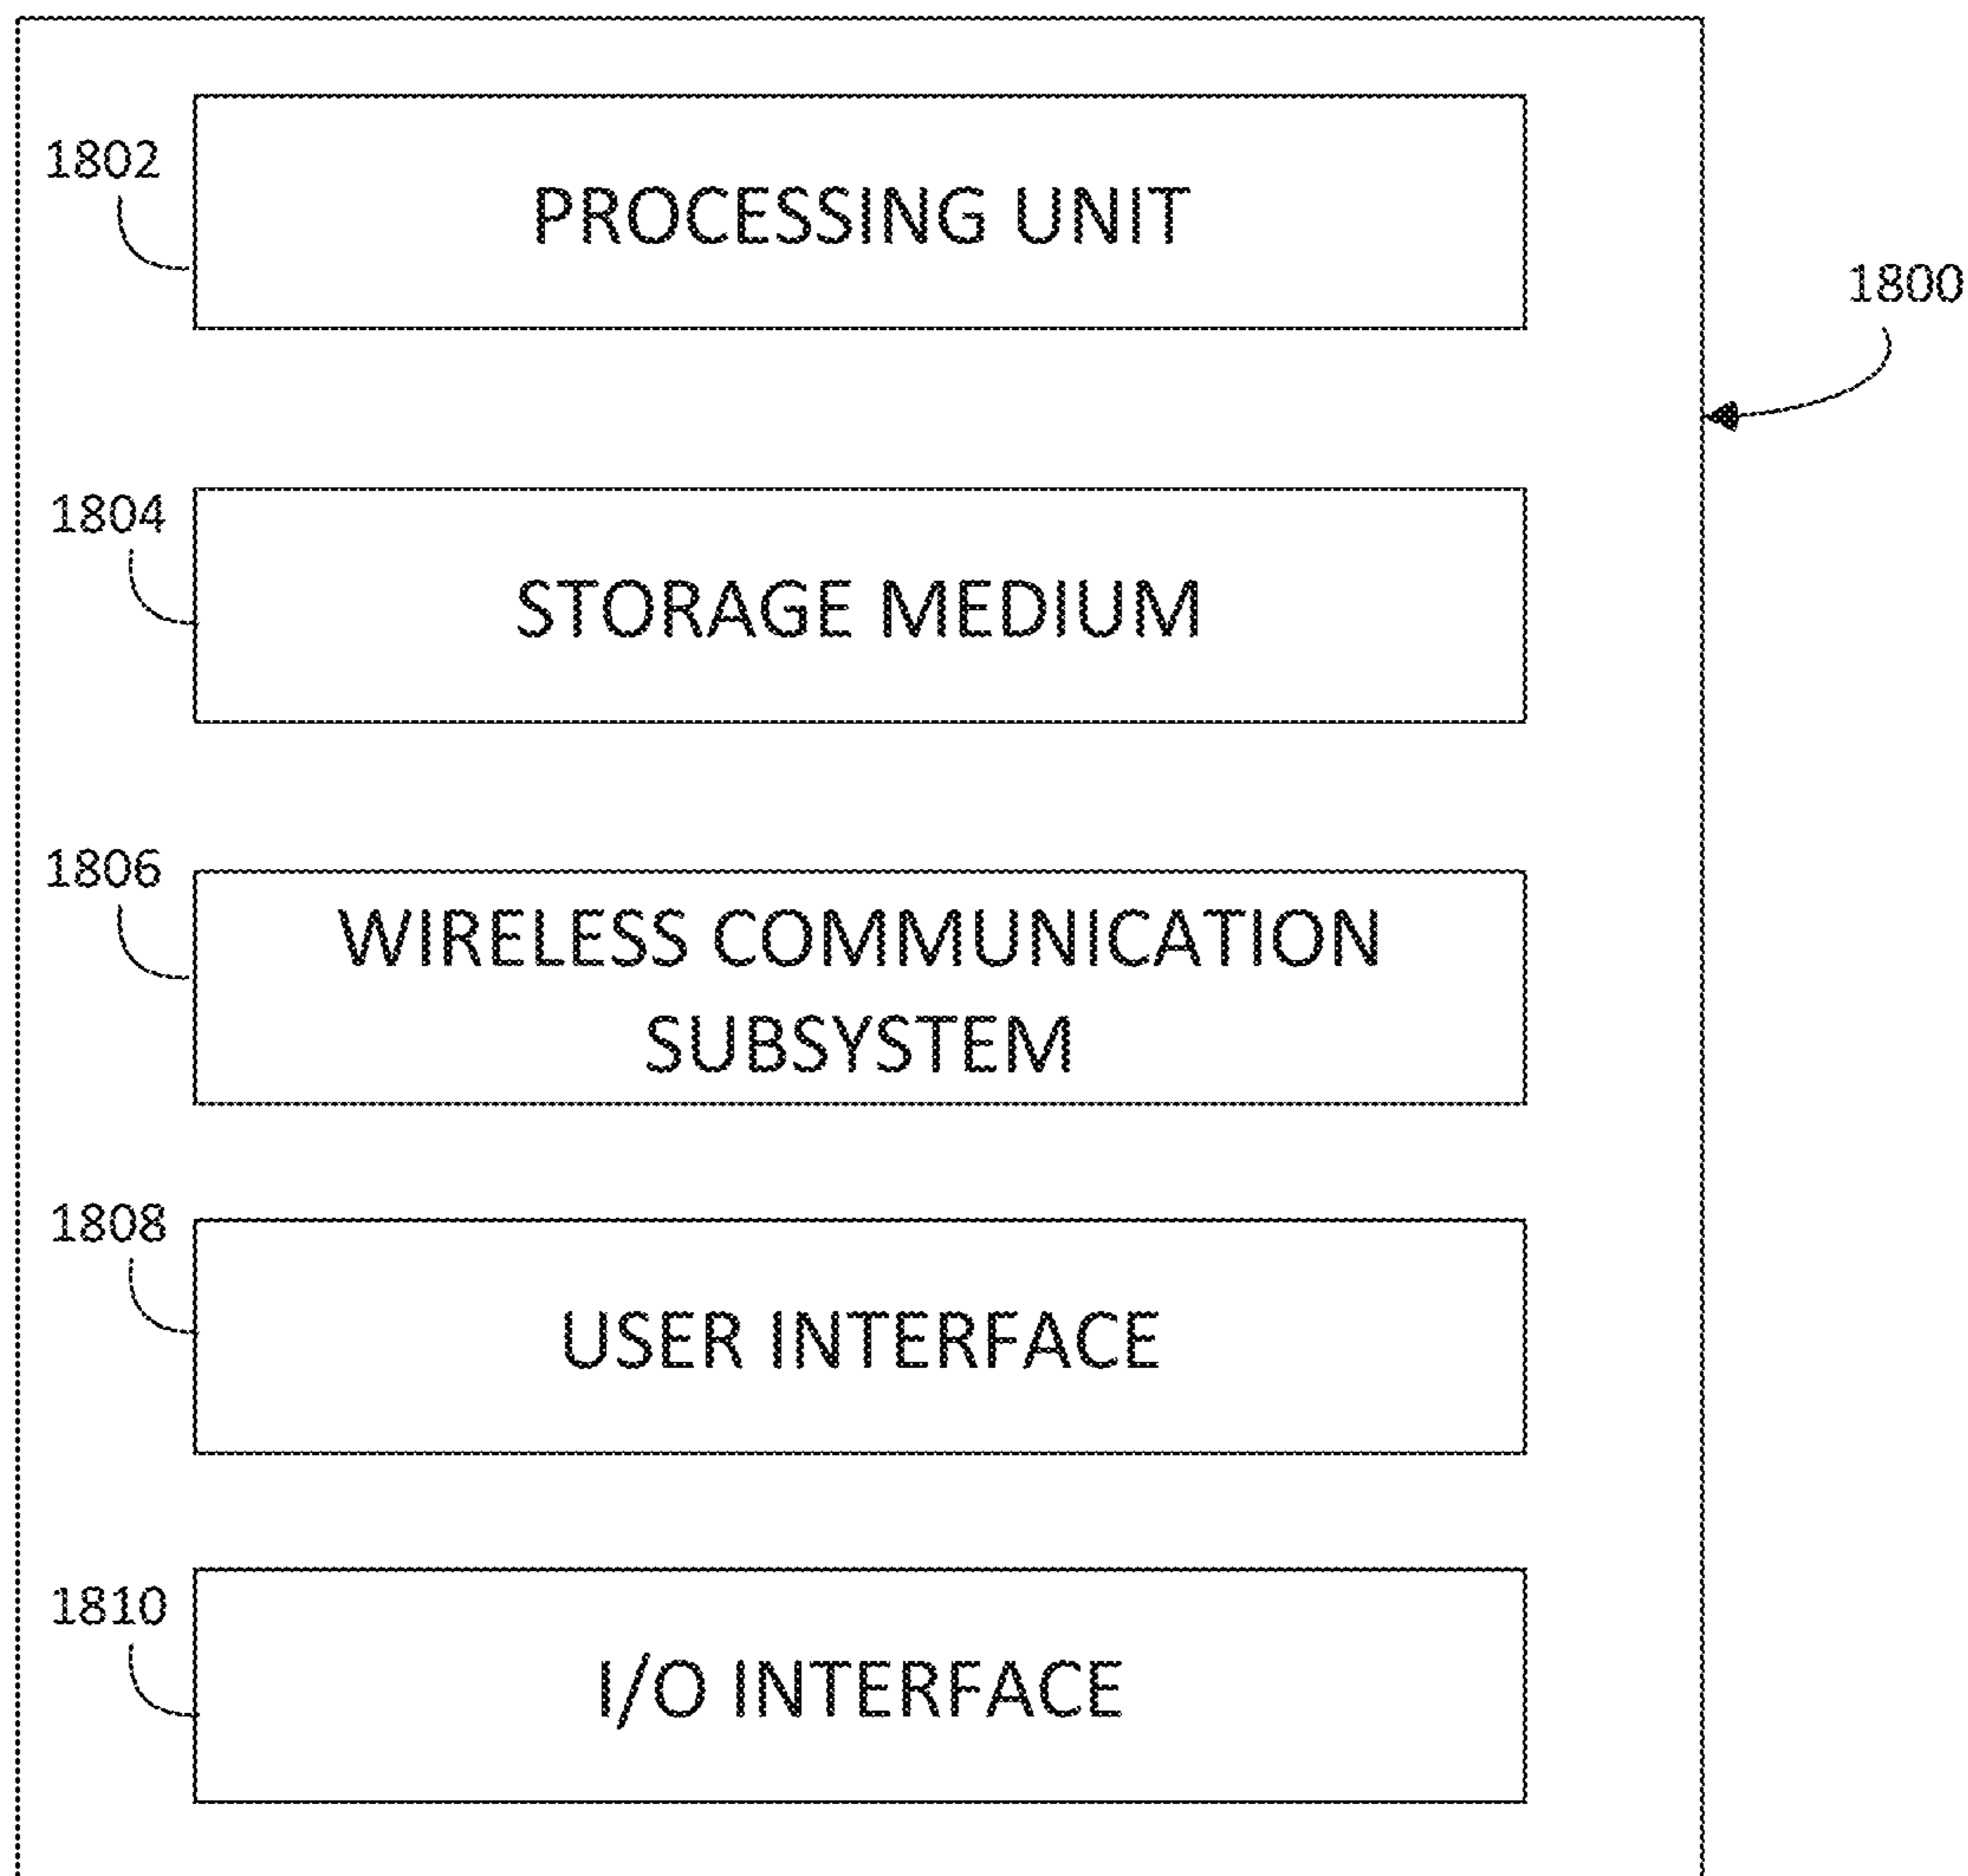 1802
PROCESSING UNIT
1800
1804
STORAGE MEDIUM
1806
WIRELESS COMMUNICATION
SUBSYSTEM
1808
USER INTERFACE
1810
I/O INTERFACE